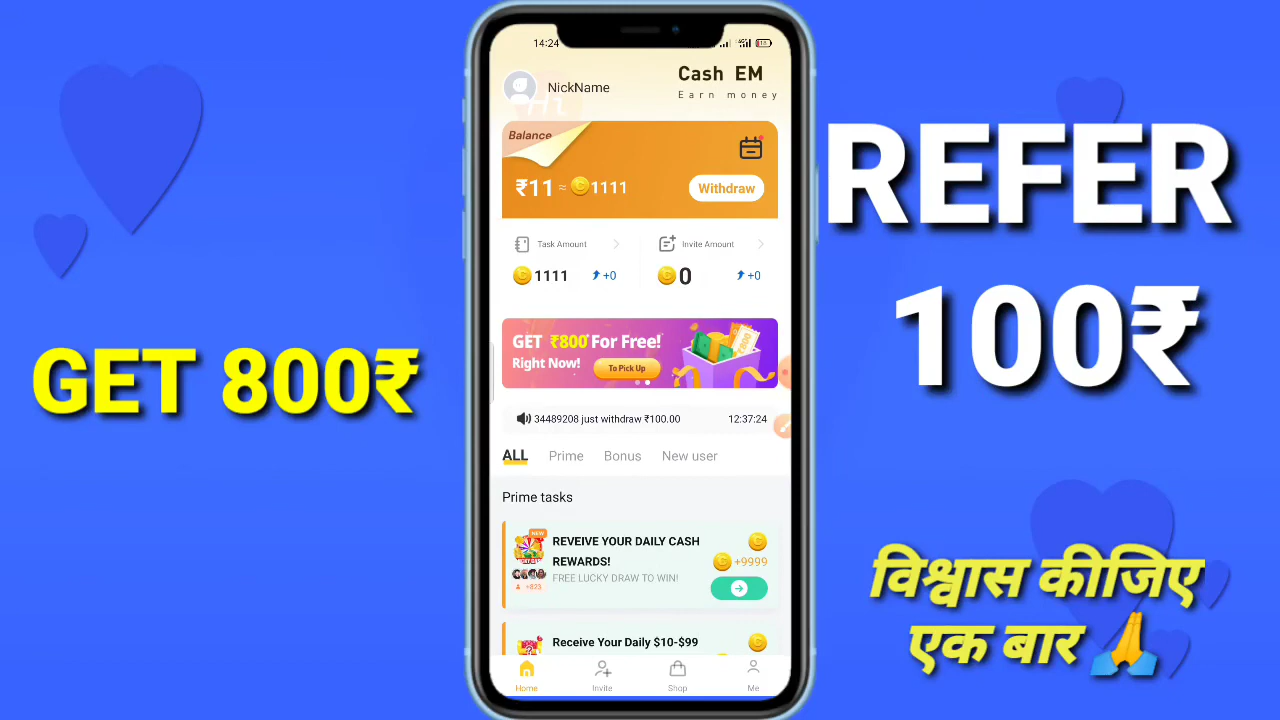 GET 800₹
14:24
NickName
Cash EM
Earn money
Balance
₹11 ≈ 1111
Withdraw
Task Amount
Invite Amount
1111 +0
0 +0
GET ₹800 For Free!
Right Now!
To Pick Up
34489208 just withdraw ₹100.00 12:37:24
ALL Prime Bonus New user
Prime tasks
NEW
REVEIVE YOUR DAILY CASH
REWARDS!
FREE LUCKY DRAW TO WIN!
+823
+9999
Receive Your Daily $10-$99
Home Invite Shop Me
REFER
100₹
विश्वास कीजिए
एक बार 🙏